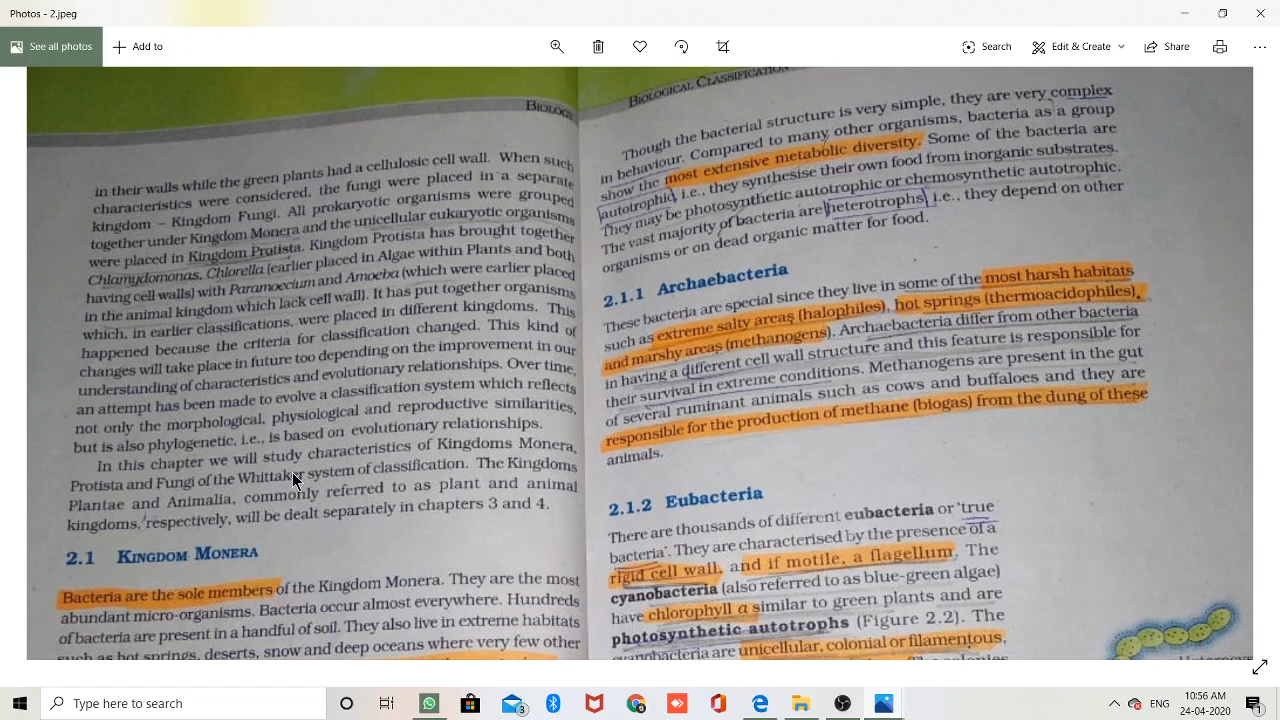 Photos - 2.jpeg
See all photos
Add to
Search
Edit & Create
Share
BIOLOGY
in their walls while the green plants had a cellulosic cell wall. When such
characteristics were considered, the fungi were placed in a separate
kingdom – Kingdom Fungi. All prokaryotic organisms were grouped
together under Kingdom Monera and the unicellular eukaryotic organisms
were placed in Kingdom Protista. Kingdom Protista has brought together
Chlamydomonas, Chlorella (earlier placed in Algae within Plants and both
having cell walls) with Paramoecium and Amoeba (which were earlier placed
in the animal kingdom which lack cell wall). It has put together organisms
which, in earlier classifications, were placed in different kingdoms. This
happened because the criteria for classification changed. This kind of
changes will take place in future too depending on the improvement in our
understanding of characteristics and evolutionary relationships. Over time,
an attempt has been made to evolve a classification system which reflects
not only the morphological, physiological and reproductive similarities,
but is also phylogenetic, i.e., is based on evolutionary relationships.
In this chapter we will study characteristics of Kingdoms Monera,
Protista and Fungi of the Whittaker system of classification. The Kingdoms
Plantae and Animalia, commonly referred to as plant and animal
kingdoms, respectively, will be dealt separately in chapters 3 and 4.
2.1 KINGDOM MONERA
Bacteria are the sole members of the Kingdom Monera. They are the most
abundant micro-organisms. Bacteria occur almost everywhere. Hundreds
of bacteria are present in a handful of soil. They also live in extreme habitats
such as hot springs, deserts, snow and deep oceans where very few other
BIOLOGICAL CLASSIFICATION
Though the bacterial structure is very simple, they are very complex
in behaviour. Compared to many other organisms, bacteria as a group
show the most extensive metabolic diversity. Some of the bacteria are
autotrophic, i.e., they synthesise their own food from inorganic substrates.
They may be photosynthetic autotrophic or chemosynthetic autotrophic.
The vast majority of bacteria are heterotrophs, i.e., they depend on other
organisms or on dead organic matter for food.
2.1.1 Archaebacteria
These bacteria are special since they live in some of the most harsh habitats
such as extreme salty areas (halophiles), hot springs (thermoacidophiles),
and marshy areas (methanogens). Archaebacteria differ from other bacteria
in having a different cell wall structure and this feature is responsible for
their survival in extreme conditions. Methanogens are present in the gut
of several ruminant animals such as cows and buffaloes and they are
responsible for the production of methane (biogas) from the dung of these
animals.
2.1.2 Eubacteria
There are thousands of different eubacteria or 'true
bacteria'. They are characterised by the presence of a
rigid cell wall, and if motile, a flagellum. The
cyanobacteria (also referred to as blue-green algae)
have chlorophyll a similar to green plants and are
photosynthetic autotrophs (Figure 2.2). The
cyanobacteria are unicellular, colonial or filamentous,
Type here to search
3
ENG
10:56 AM
24-04-2020
1